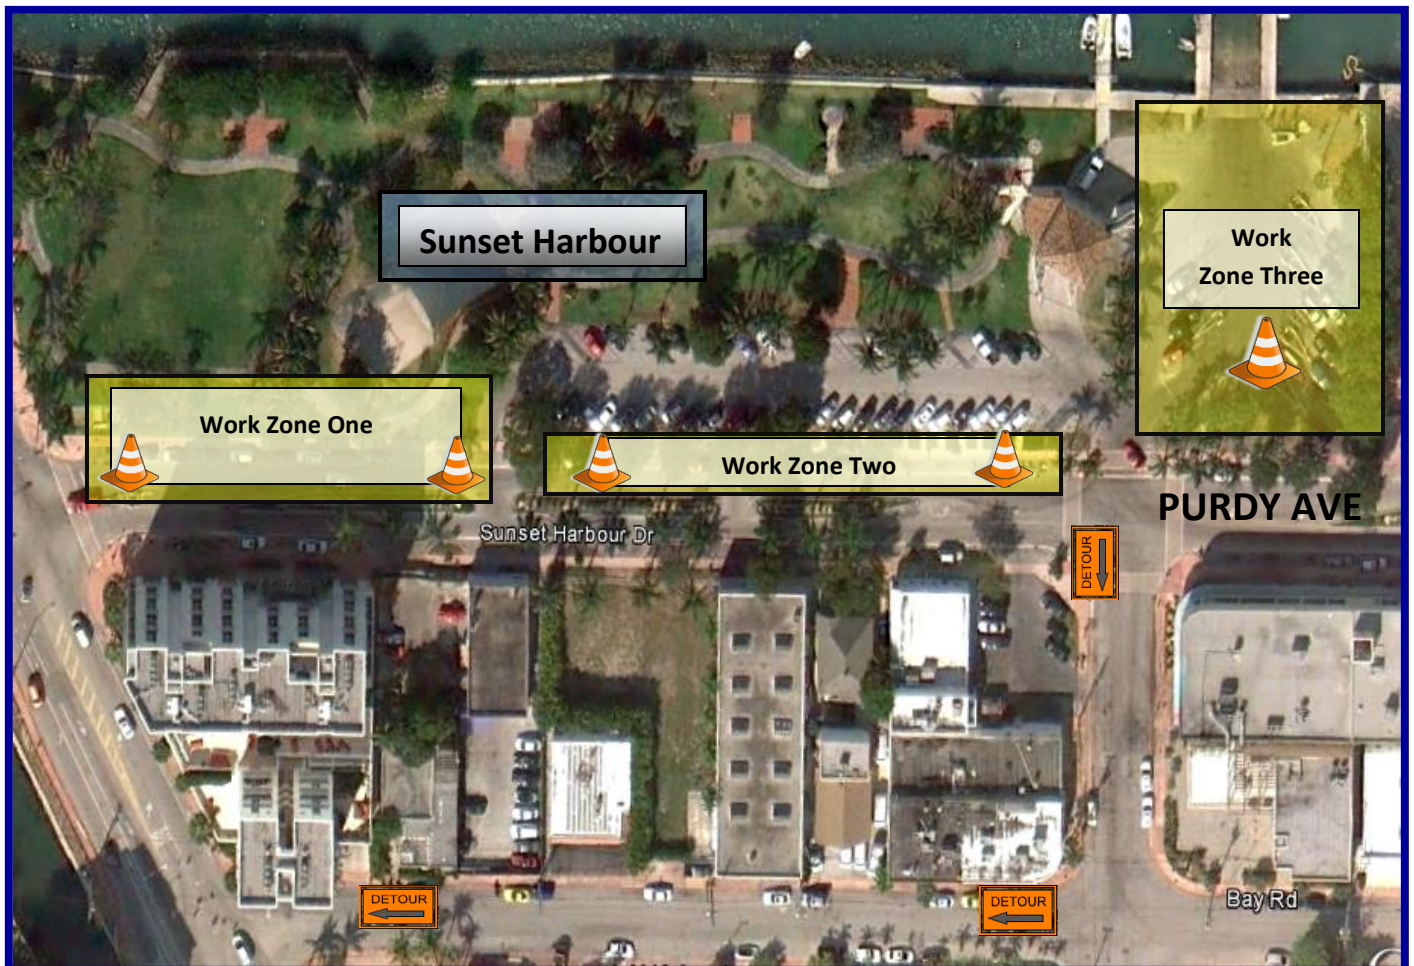 Sunset Harbour
Work
Zone Three
Work Zone One
Work Zone Two
PURDY AVE
Sunset Harbour Dr
DETOUR
DETOUR
DETOUR
Bay Rd